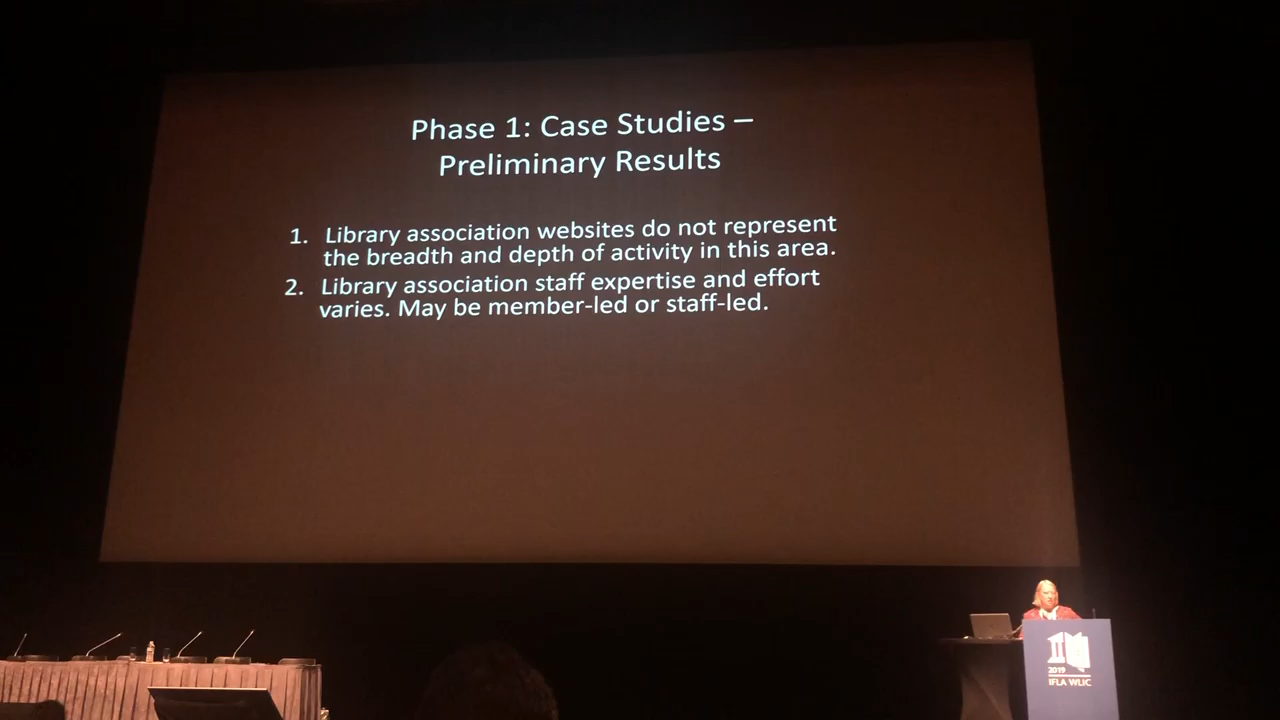 Phase 1: Case Studies –
Preliminary Results
1. Library association websites do not represent
the breadth and depth of activity in this area.
2. Library association staff expertise and effort
varies. May be member-led or staff-led.
2019
IFLA WLIC